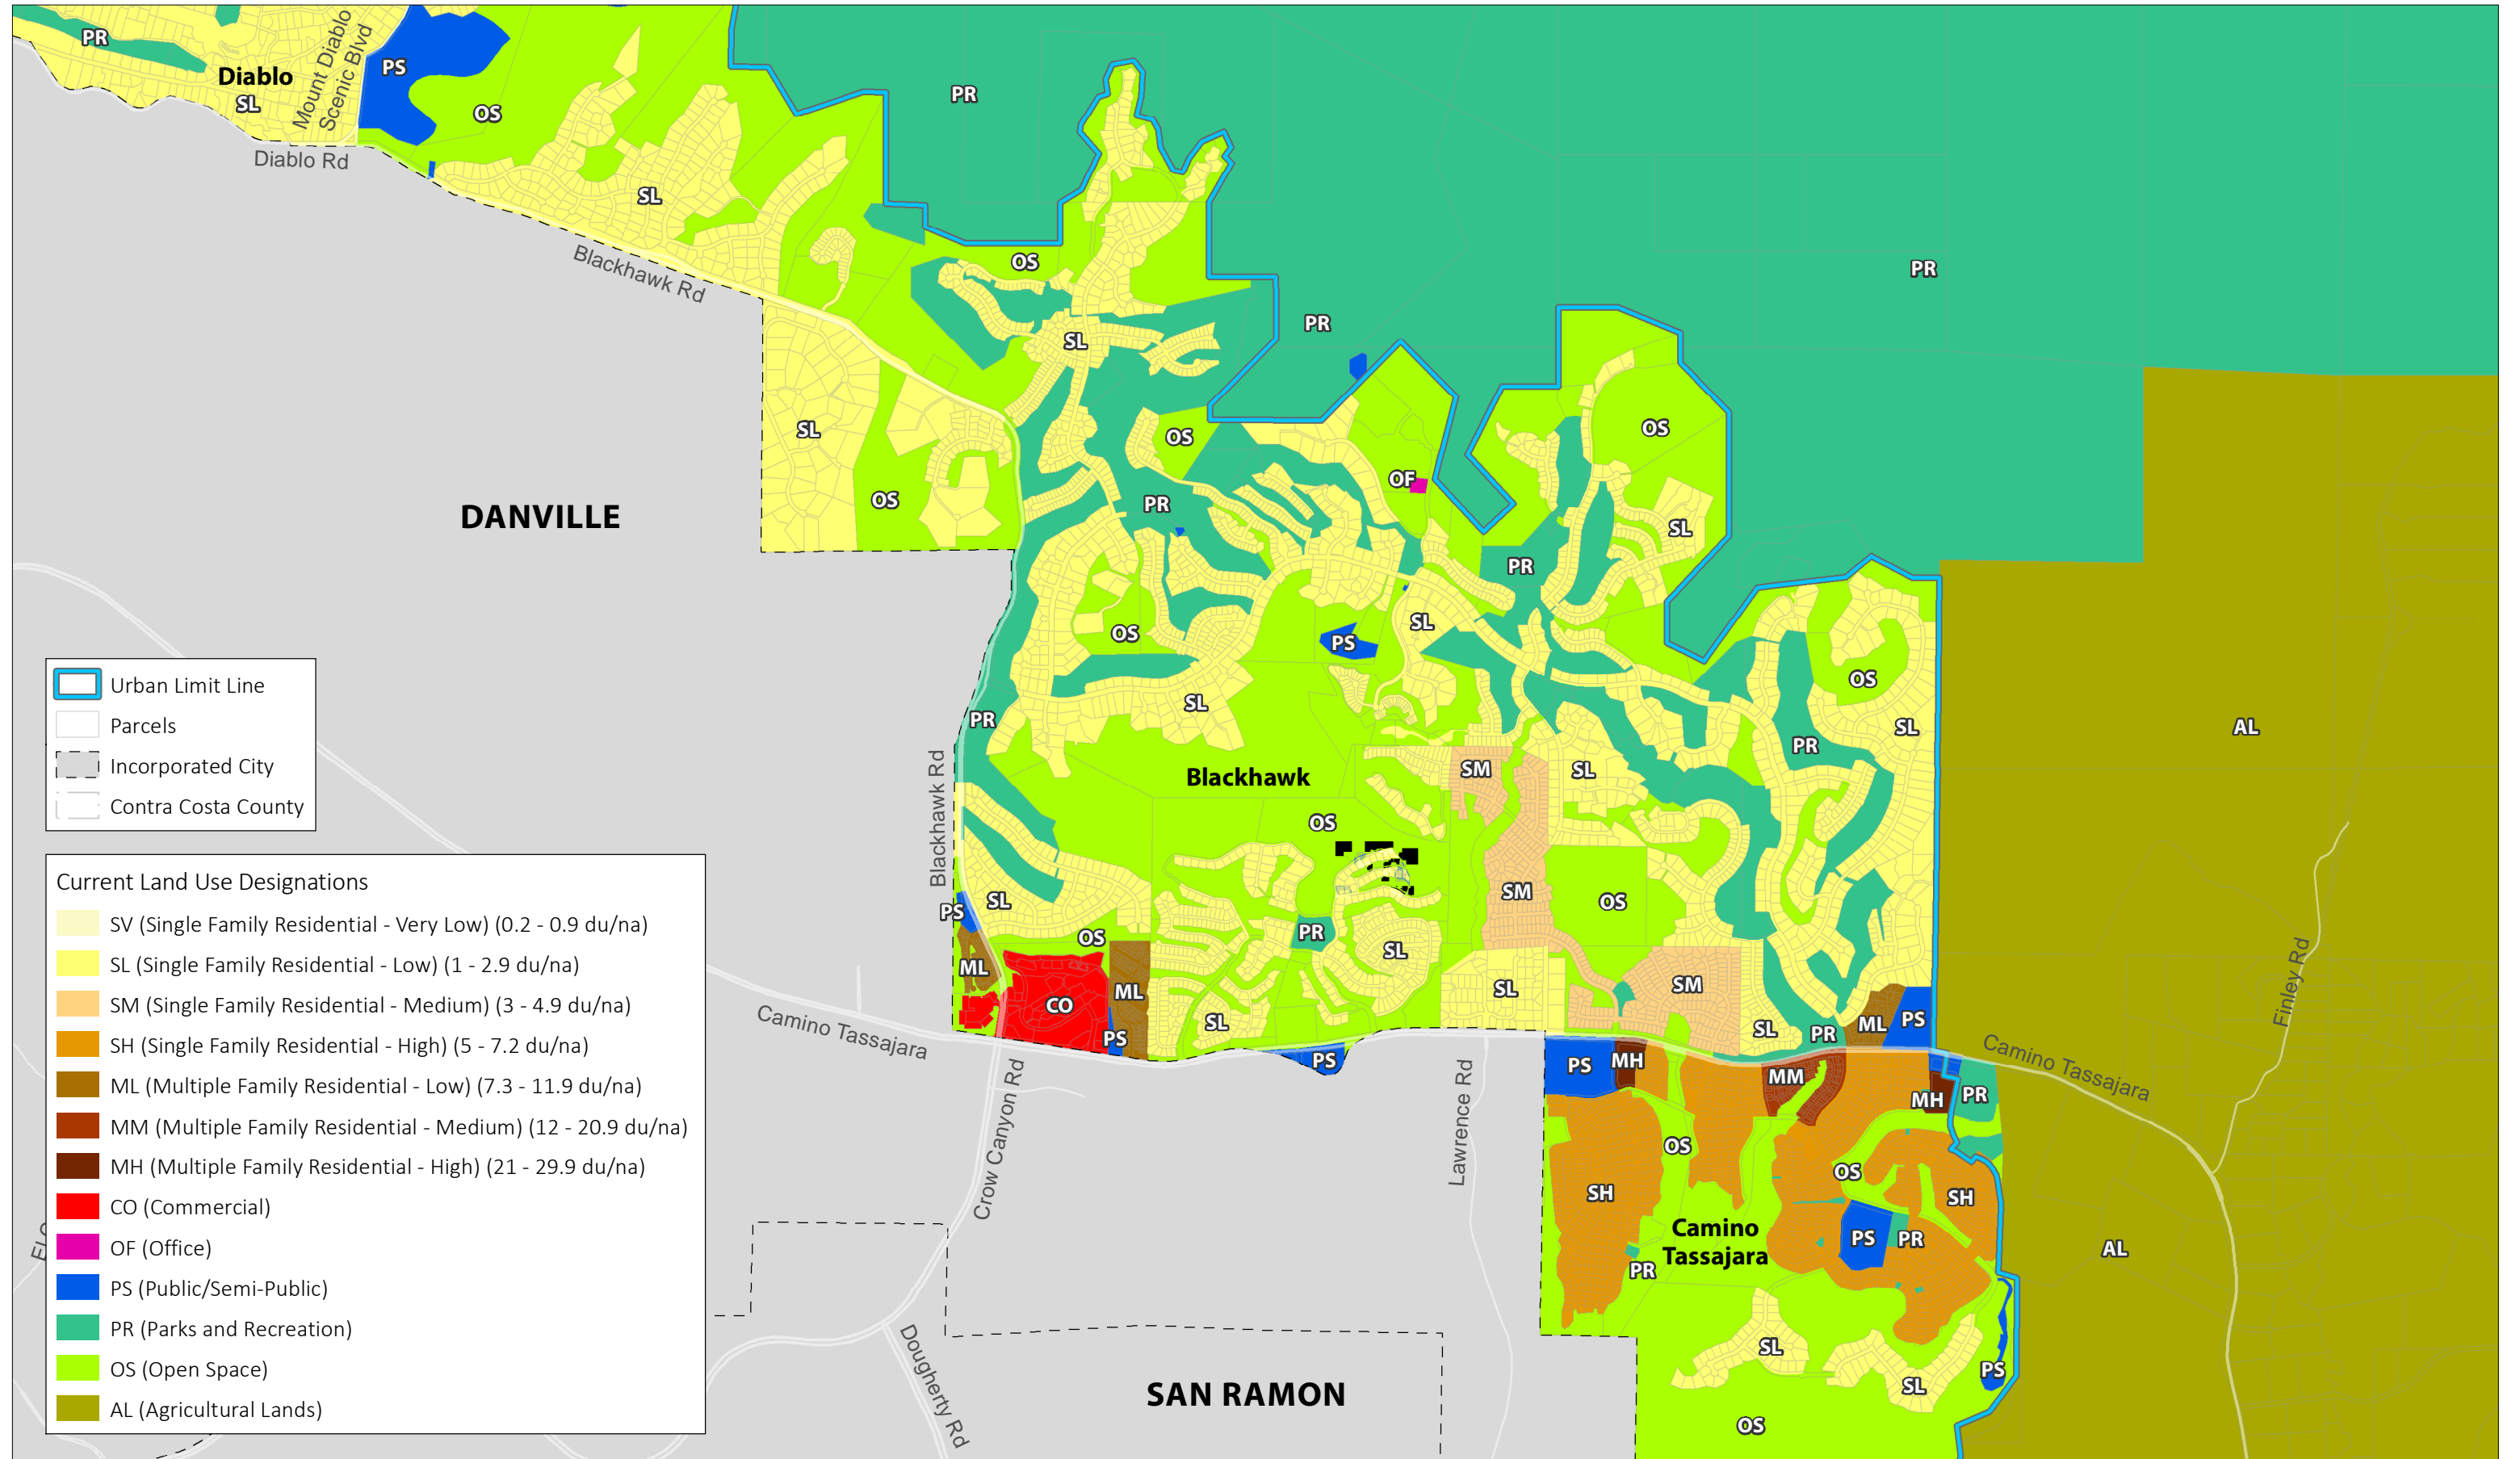 PR
Diablo
SL
Mount Diablo
Scenic Blvd
PS
OS
PR
Diablo Rd
SL
Blackhawk Rd
OS
PR
PR
SL
SL
OS
OS
OS
OF
PR
SL
PR
DANVILLE
OS
PS
SL
OS
SL
PR
SL
PR
AL
Blackhawk Rd
Blackhawk
SM
SL
OS
SM
OS
PS
SL
OS
PR
SL
ML
CO
ML
PS
SL
SL
SM
SL
PR
ML
PS
Camino Tassajara
PS
PS
MH
MM
MH
PR
Camino Tassajara
Finley Rd
Crow Canyon Rd
Lawrence Rd
OS
OS
SH
SH
Camino
Tassajara
PS
PR
PR
AL
SL
SL
PS
OS
Dougherty Rd
SAN RAMON
Urban Limit Line
Parcels
Incorporated City
Contra Costa County
Current Land Use Designations
SV (Single Family Residential - Very Low) (0.2 - 0.9 du/na)
SL (Single Family Residential - Low) (1 - 2.9 du/na)
SM (Single Family Residential - Medium) (3 - 4.9 du/na)
SH (Single Family Residential - High) (5 - 7.2 du/na)
ML (Multiple Family Residential - Low) (7.3 - 11.9 du/na)
MM (Multiple Family Residential - Medium) (12 - 20.9 du/na)
MH (Multiple Family Residential - High) (21 - 29.9 du/na)
CO (Commercial)
OF (Office)
PS (Public/Semi-Public)
PR (Parks and Recreation)
OS (Open Space)
AL (Agricultural Lands)